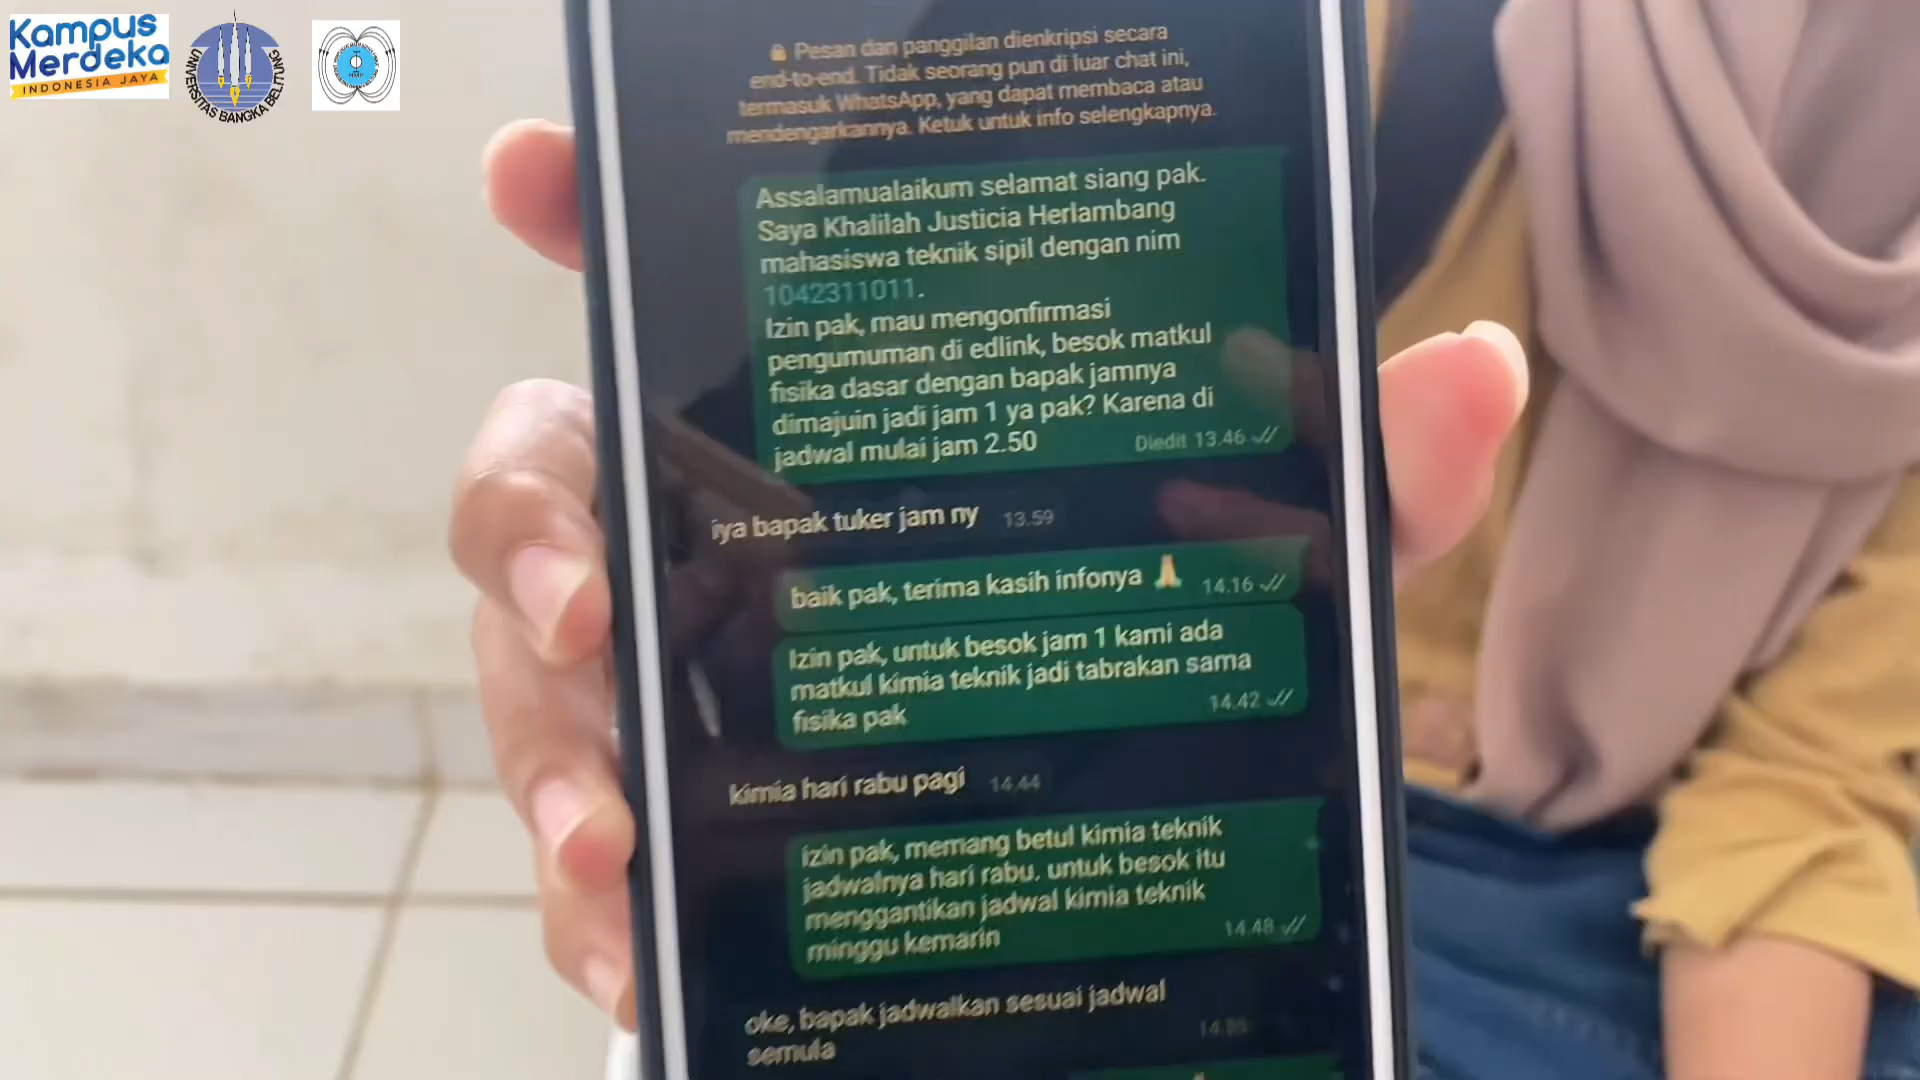 Kampus
Merdeka
INDONESIA JAYA
UNIVERSITAS BANGKA BELITUNG
Pesan dan panggilan dienkripsi secara
end-to-end. Tidak seorang pun di luar chat ini,
termasuk WhatsApp, yang dapat membaca atau
mendengarkannya. Ketuk untuk info selengkapnya.
Assalamualaikum selamat siang pak.
Saya Khalilah Justicia Herlambang
mahasiswa teknik sipil dengan nim
1042311011.
Izin pak, mau mengonfirmasi
pengumuman di edlink, besok matkul
fisika dasar dengan bapak jamnya
dimajuin jadi jam 1 ya pak? Karena di
jadwal mulai jam 2.50
Diedit 13.46
iya bapak tuker jam ny 13.59
baik pak, terima kasih infonya 🙏 14.16
Izin pak, untuk besok jam 1 kami ada
matkul kimia teknik jadi tabrakan sama
fisika pak
14.42
kimia hari rabu pagi 14.44
izin pak, memang betul kimia teknik
jadwalnya hari rabu. untuk besok itu
menggantikan jadwal kimia teknik
minggu kemarin
14.48
oke, bapak jadwalkan sesuai jadwal
semula